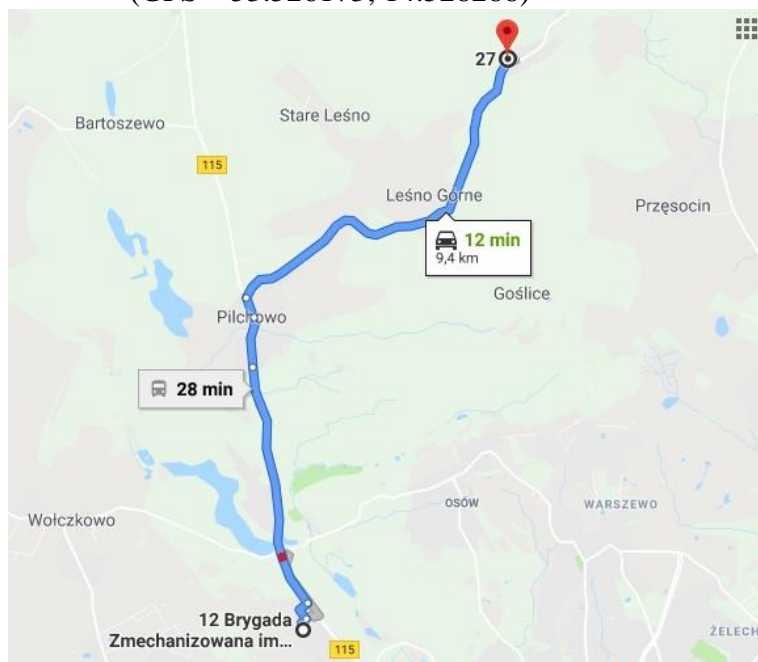 27
Stare Leśno
Bartoszewo
115
Leśno Górne
Przęsocin
12 min
9,4 km
Goślice
Pilchowo
28 min
OSÓW
WARSZEWO
Wołczkowo
12 Brygada
Zmechanizowana im...
115
ŻELECH